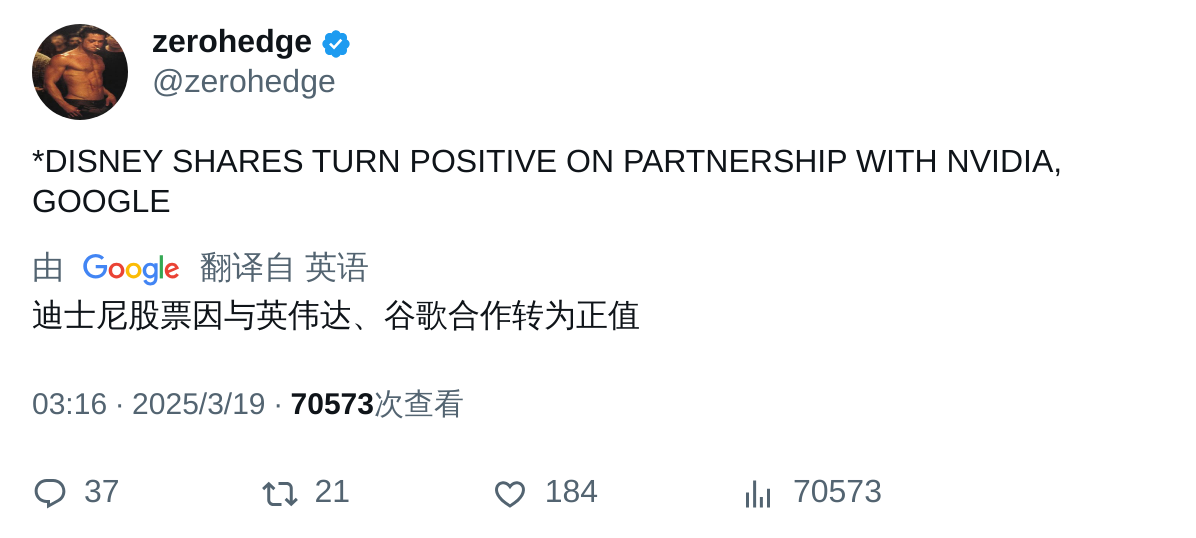 zerohedge
@zerohedge
*DISNEY SHARES TURN POSITIVE ON PARTNERSHIP WITH NVIDIA,
GOOGLE
由 Google 翻译自 英语
迪士尼股票因与英伟达、谷歌合作转为正值
03:16 · 2025/3/19 · 70573次查看
37 21 184 70573